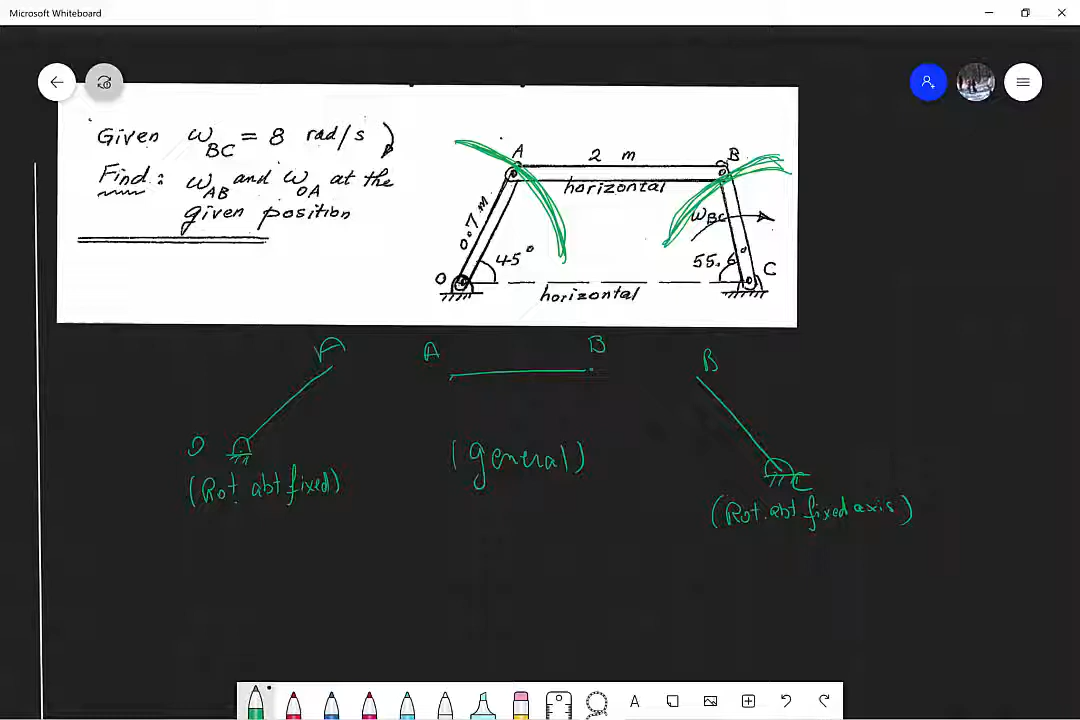 Microsoft Whiteboard
Given ω_BC = 8 rad/s
Find: ω_AB and ω_OA at the
given position
A
2 m
B
horizontal
0.7 m
ω_BC
O
45°
55.6°
C
horizontal
A
A
B
B
O
(Rot. abt fixed)
(general)
C
(Rot. abt fixed axis)
A